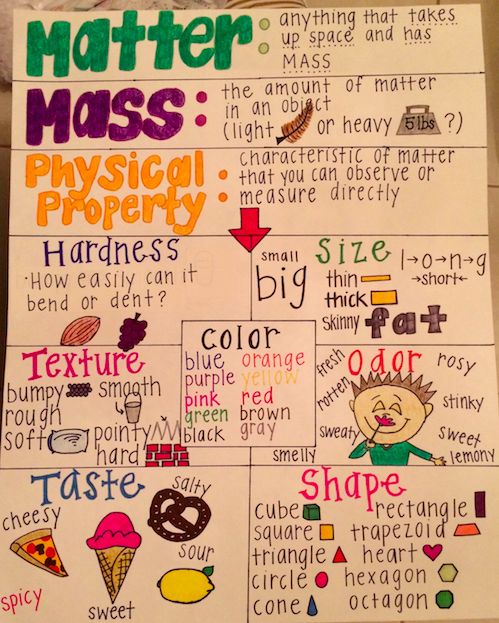 Matter:
anything that takes
up space and has
MASS
Mass:
the amount of matter
in an object
(light or heavy 5 lbs ?)
Physical
Property:
characteristic of matter
that you can observe or
measure directly
Hardness
·How easily can it
bend or dent?
Size
small
big
l→o→n→g
thin
→short←
thick
skinny fat
Texture
bumpy smooth
rough
soft pointy
hard
Color
blue orange
purple yellow
pink red
green brown
black gray
Odor
fresh
rosy
rotten
stinky
sweaty
sweet
smelly
lemony
Taste
salty
cheesy
sour
spicy
sweet
Shape
cube rectangle
square trapezoid
triangle heart
circle hexagon
cone octagon